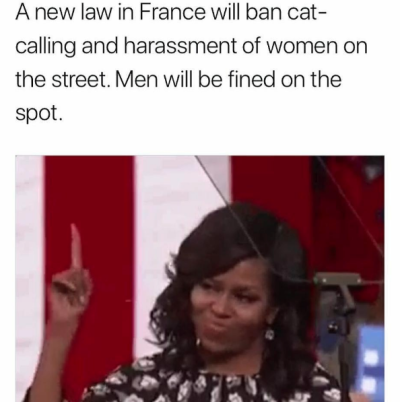 A new law in France will ban cat-
calling and harassment of women on
the street. Men will be fined on the
spot.